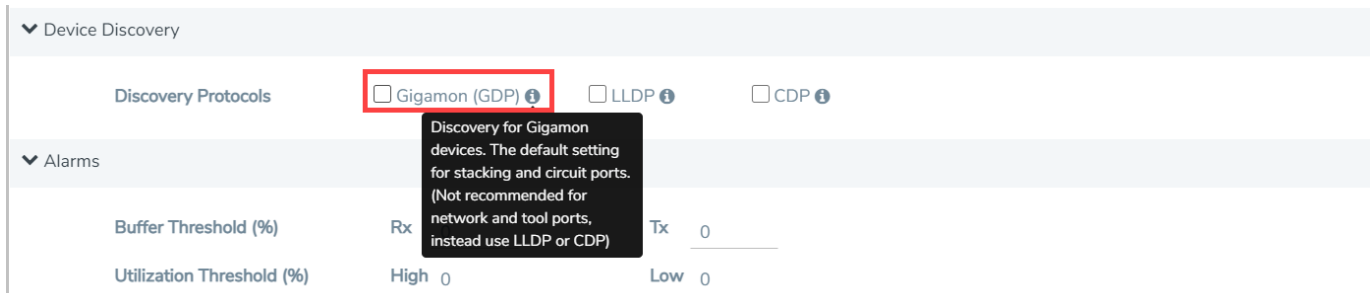 Device Discovery
Discovery Protocols Gigamon (GDP) LLDP CDP
Discovery for Gigamon
devices. The default setting
for stacking and circuit ports.
(Not recommended for
network and tool ports,
instead use LLDP or CDP)
Alarms
Buffer Threshold (%) Rx Tx 0
Utilization Threshold (%) High 0 Low 0